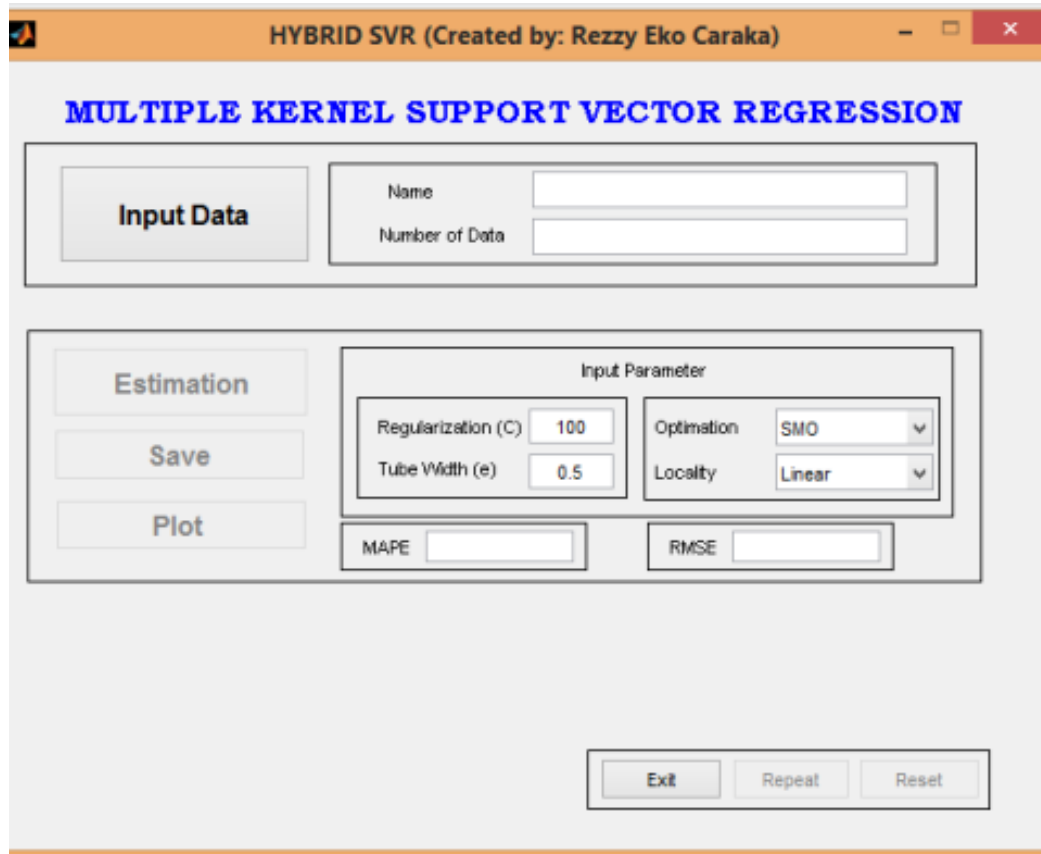 HYBRID SVR (Created by: Rezzy Eko Caraka)
MULTIPLE KERNEL SUPPORT VECTOR REGRESSION
Input Data
Name
Number of Data
Estimation
Save
Plot
Input Parameter
Regularization (C) 100
Tube Width (e) 0.5
Optimation SMO
Locality Linear
MAPE
RMSE
Exit Repeat Reset